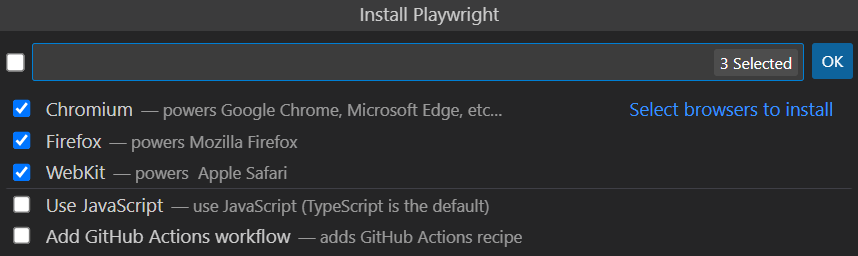 Install Playwright
3 Selected OK
Chromium — powers Google Chrome, Microsoft Edge, etc... Select browsers to install
Firefox — powers Mozilla Firefox
WebKit — powers Apple Safari
Use JavaScript — use JavaScript (TypeScript is the default)
Add GitHub Actions workflow — adds GitHub Actions recipe